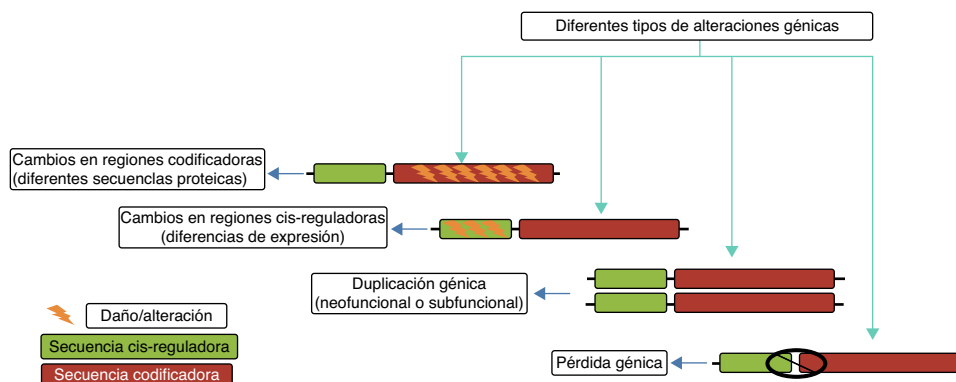 Diferentes tipos de alteraciones génicas
Cambios en regiones codificadoras
(diferentes secuenclas proteicas)
Cambios en regiones cis-reguladoras
(diferencias de expresión)
Duplicación génica
(neofuncional o subfuncional)
Daño/alteración
Secuencia cis-reguladora
Pérdida génica
Secuencia codificadora